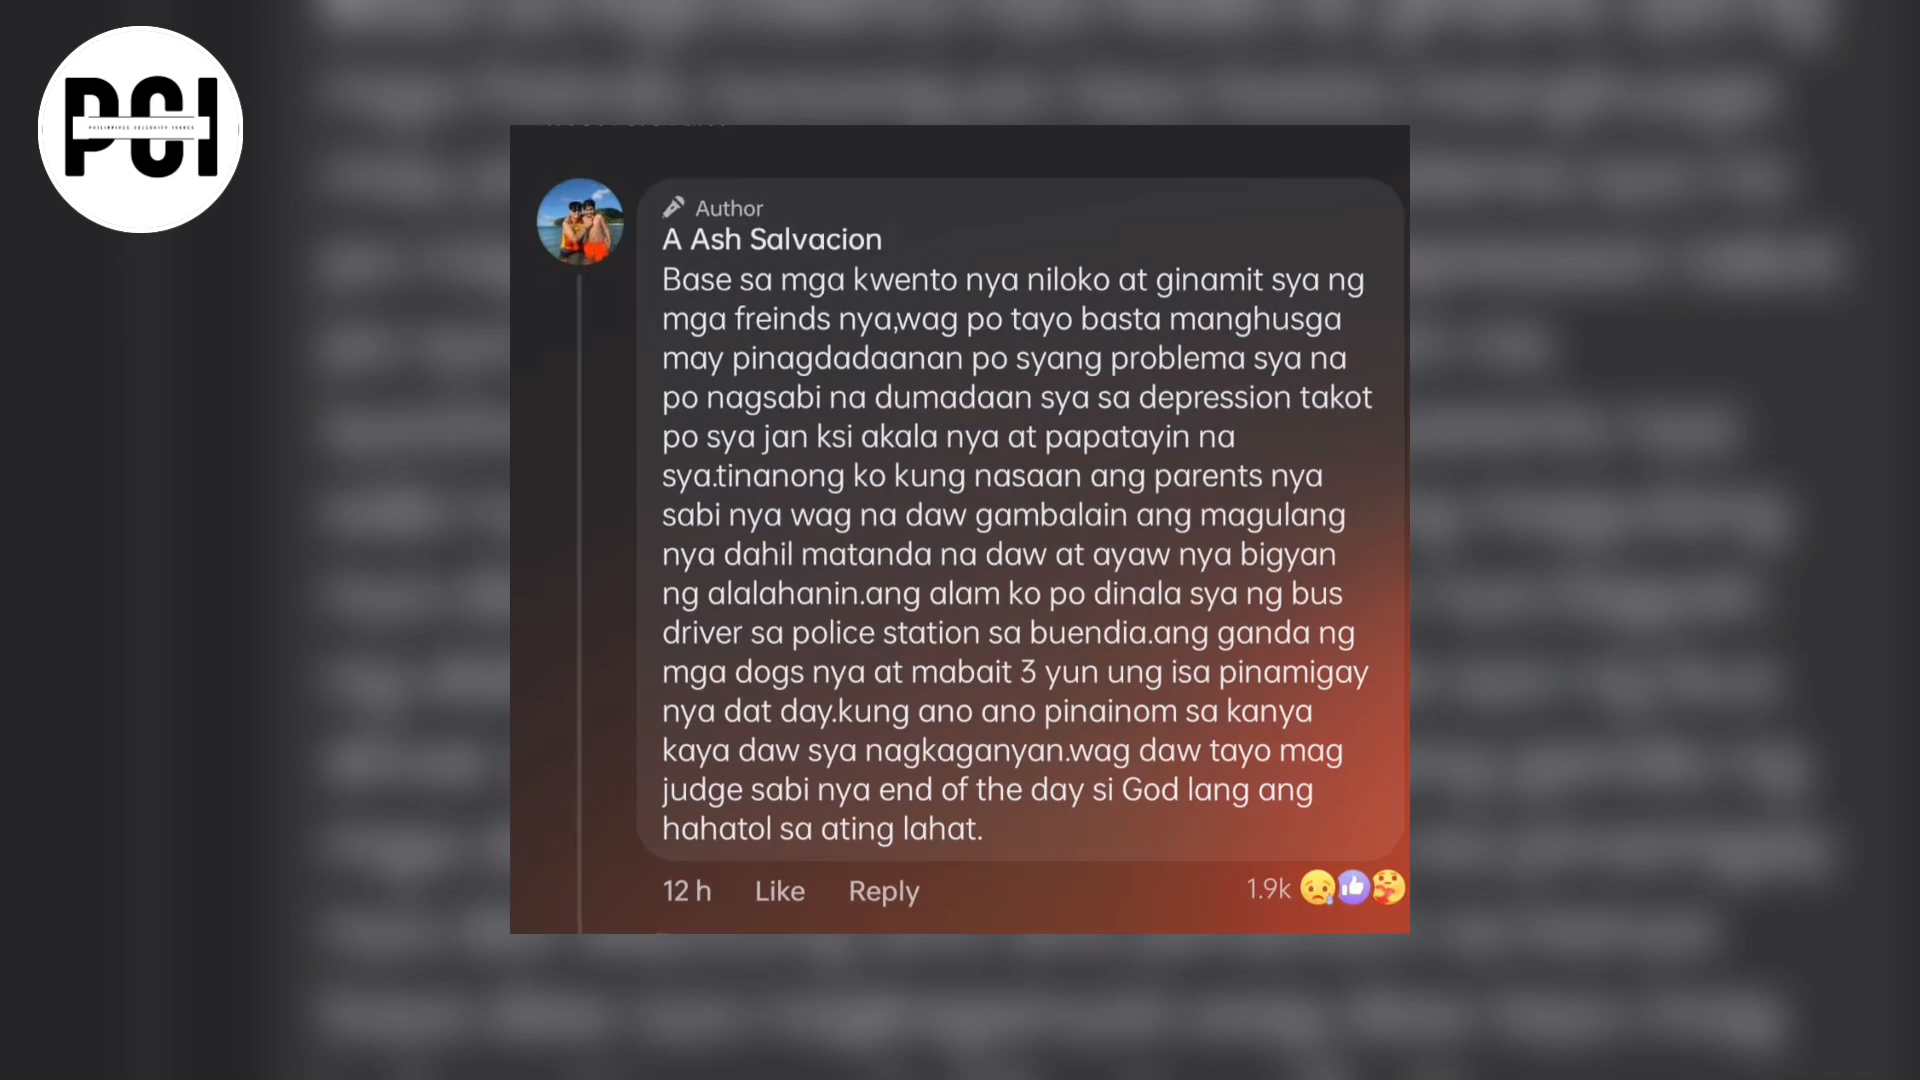 PCI
PHILIPPINES CELEBRITY ISSUES
Author
A Ash Salvacion
Base sa mga kwento nya niloko at ginamit sya ng
mga freinds nya,wag po tayo basta manghusga
may pinagdadaanan po syang problema sya na
po nagsabi na dumadaan sya sa depression takot
po sya jan ksi akala nya at papatayin na
sya.tinanong ko kung nasaan ang parents nya
sabi nya wag na daw gambalain ang magulang
nya dahil matanda na daw at ayaw nya bigyan
ng alalahanin.ang alam ko po dinala sya ng bus
driver sa police station sa buendia.ang ganda ng
mga dogs nya at mabait 3 yun ung isa pinamigay
nya dat day.kung ano ano pinainom sa kanya
kaya daw sya nagkaganyan.wag daw tayo mag
judge sabi nya end of the day si God lang ang
hahatol sa ating lahat.
12 h Like Reply 1.9k